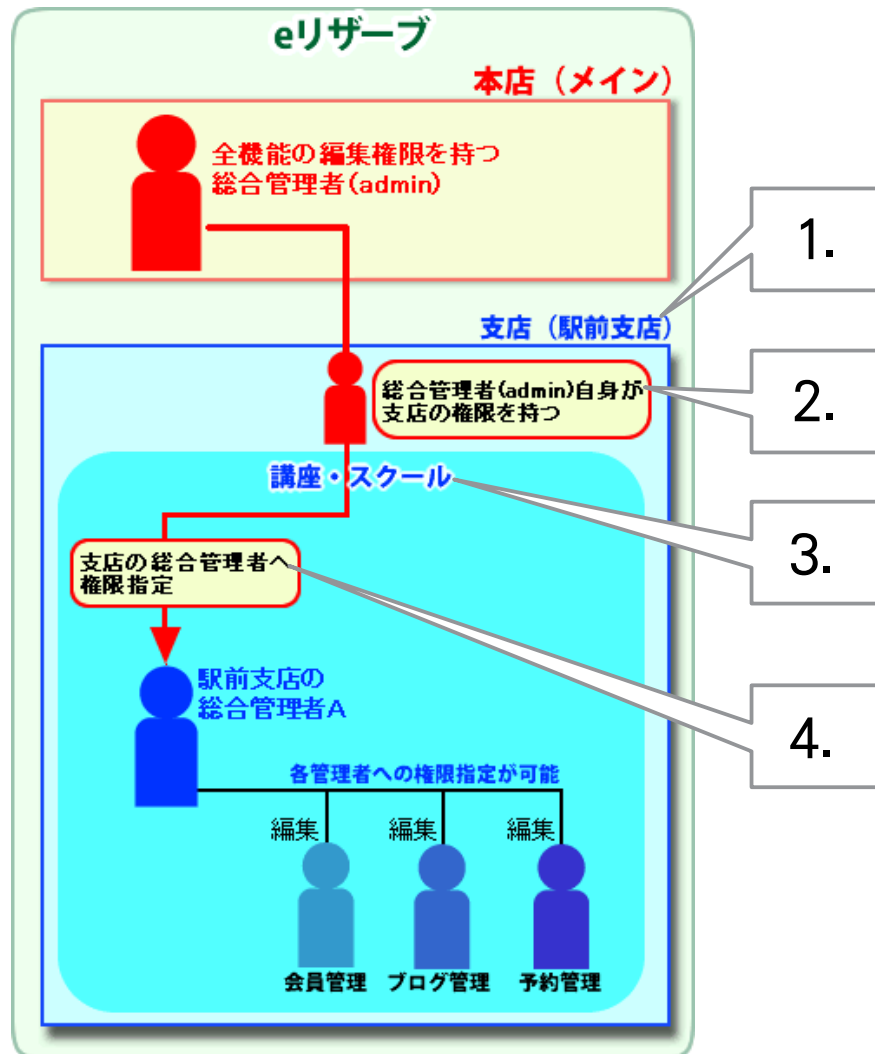 eリザーブ
本店（メイン）
全機能の編集権限を持つ
総合管理者(admin)
1.
支店（駅前支店）
総合管理者(admin)自身が
支店の権限を持つ
2.
講座・スクール
3.
支店の総合管理者へ
権限指定
駅前支店の
総合管理者A
4.
各管理者への権限指定が可能
編集 編集 編集
会員管理 ブログ管理 予約管理